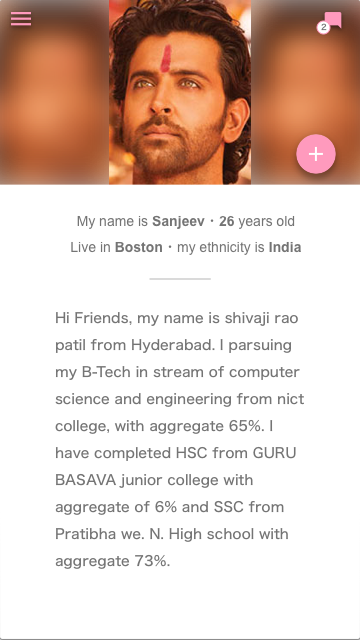 2
My name is Sanjeev · 26 years old
Live in Boston · my ethnicity is India
Hi Friends, my name is shivaji rao
patil from Hyderabad. I parsuing
my B-Tech in stream of computer
science and engineering from nict
college, with aggregate 65%. I
have completed HSC from GURU
BASAVA junior college with
aggregate of 6% and SSC from
Pratibha we. N. High school with
aggregate 73%.